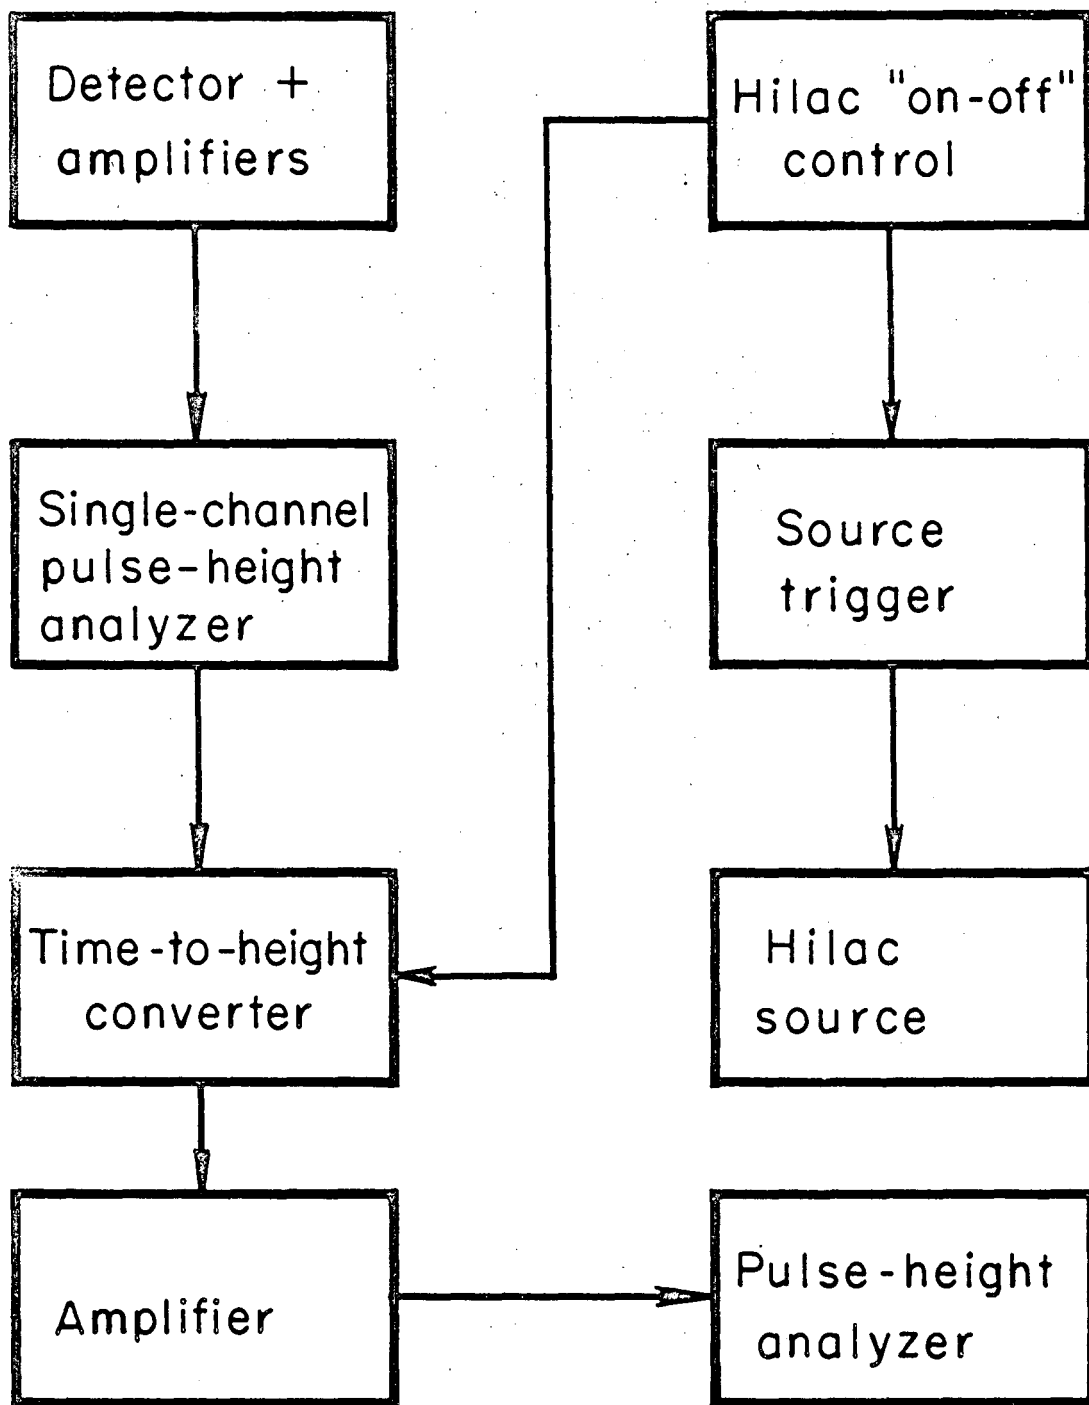 Detector +
amplifiers
Hilac "on-off"
control
Single-channel
pulse-height
analyzer
Source
trigger
Time-to-height
converter
Hilac
source
Amplifier
Pulse-height
analyzer